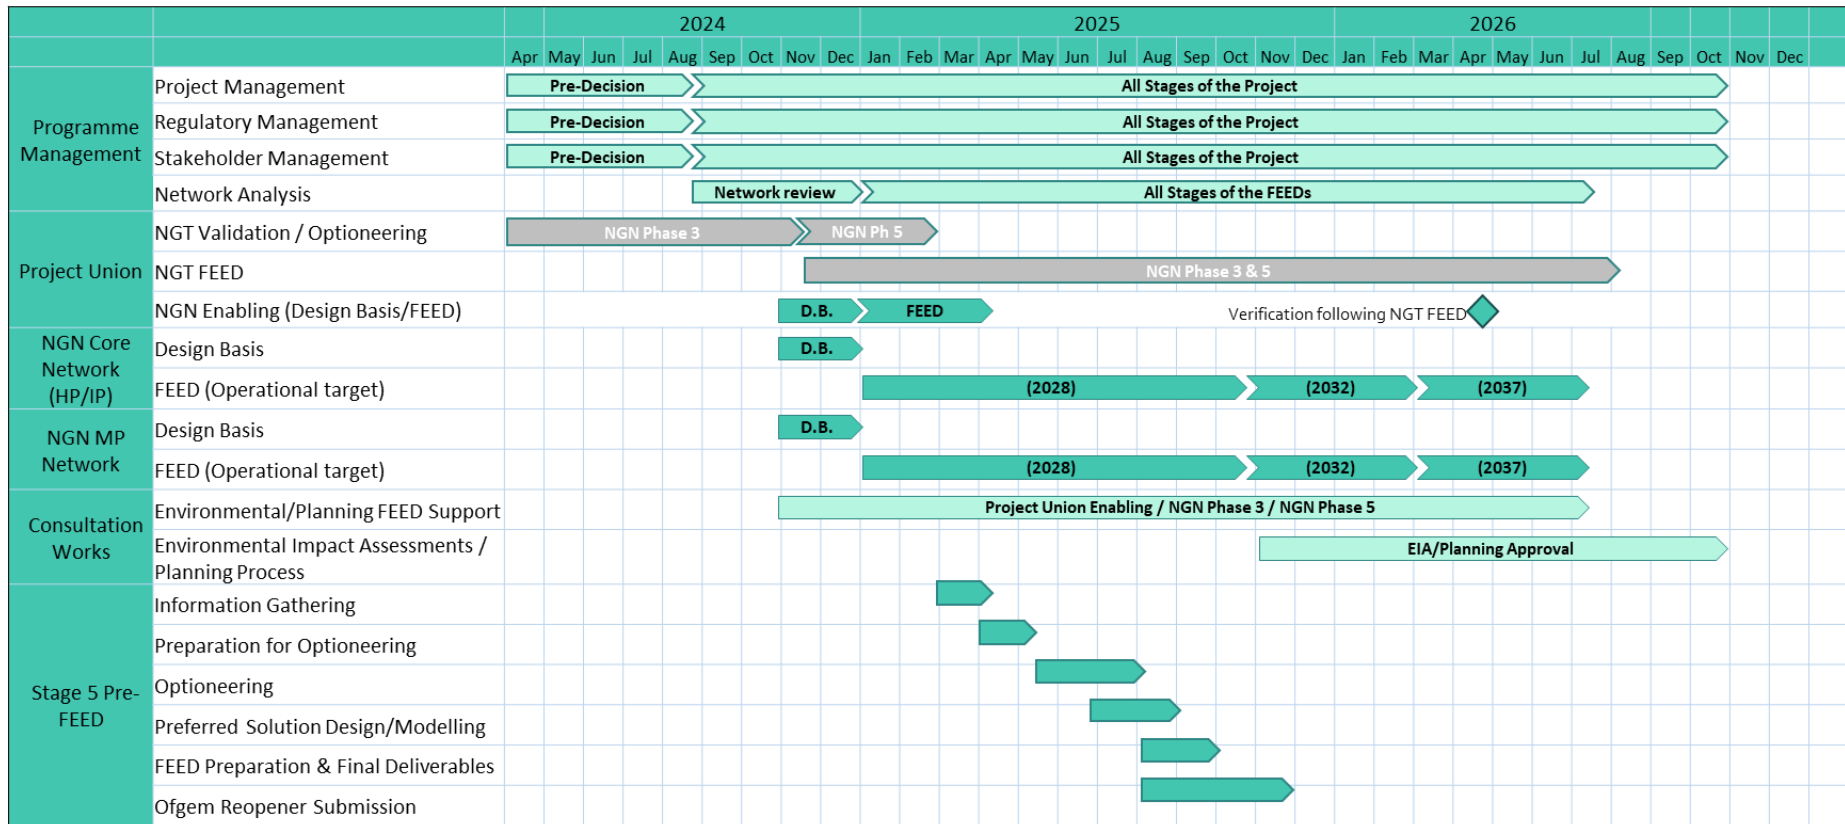 2024 2025 2026
Apr May Jun Jul Aug Sep Oct Nov Dec Jan Feb Mar Apr May Jun Jul Aug Sep Oct Nov Dec Jan Feb Mar Apr May Jun Jul Aug Sep Oct Nov Dec
Programme
Management
Project Management
Pre-Decision
All Stages of the Project
Regulatory Management
Pre-Decision
All Stages of the Project
Stakeholder Management
Pre-Decision
All Stages of the Project
Network Analysis
Network review
All Stages of the FEEDs
Project Union
NGT Validation / Optioneering
NGN Phase 3
NGN Ph 5
NGT FEED
NGN Phase 3 & 5
NGN Enabling (Design Basis/FEED)
D.B.
FEED
Verification following NGT FEED
NGN Core
Network
(HP/IP)
Design Basis
D.B.
FEED (Operational target)
(2028)
(2032)
(2037)
NGN MP
Network
Design Basis
D.B.
FEED (Operational target)
(2028)
(2032)
(2037)
Consultation
Works
Environmental/Planning FEED Support
Project Union Enabling / NGN Phase 3 / NGN Phase 5
Environmental Impact Assessments /
Planning Process
EIA/Planning Approval
Stage 5 Pre-
FEED
Information Gathering
Preparation for Optioneering
Optioneering
Preferred Solution Design/Modelling
FEED Preparation & Final Deliverables
Ofgem Reopener Submission